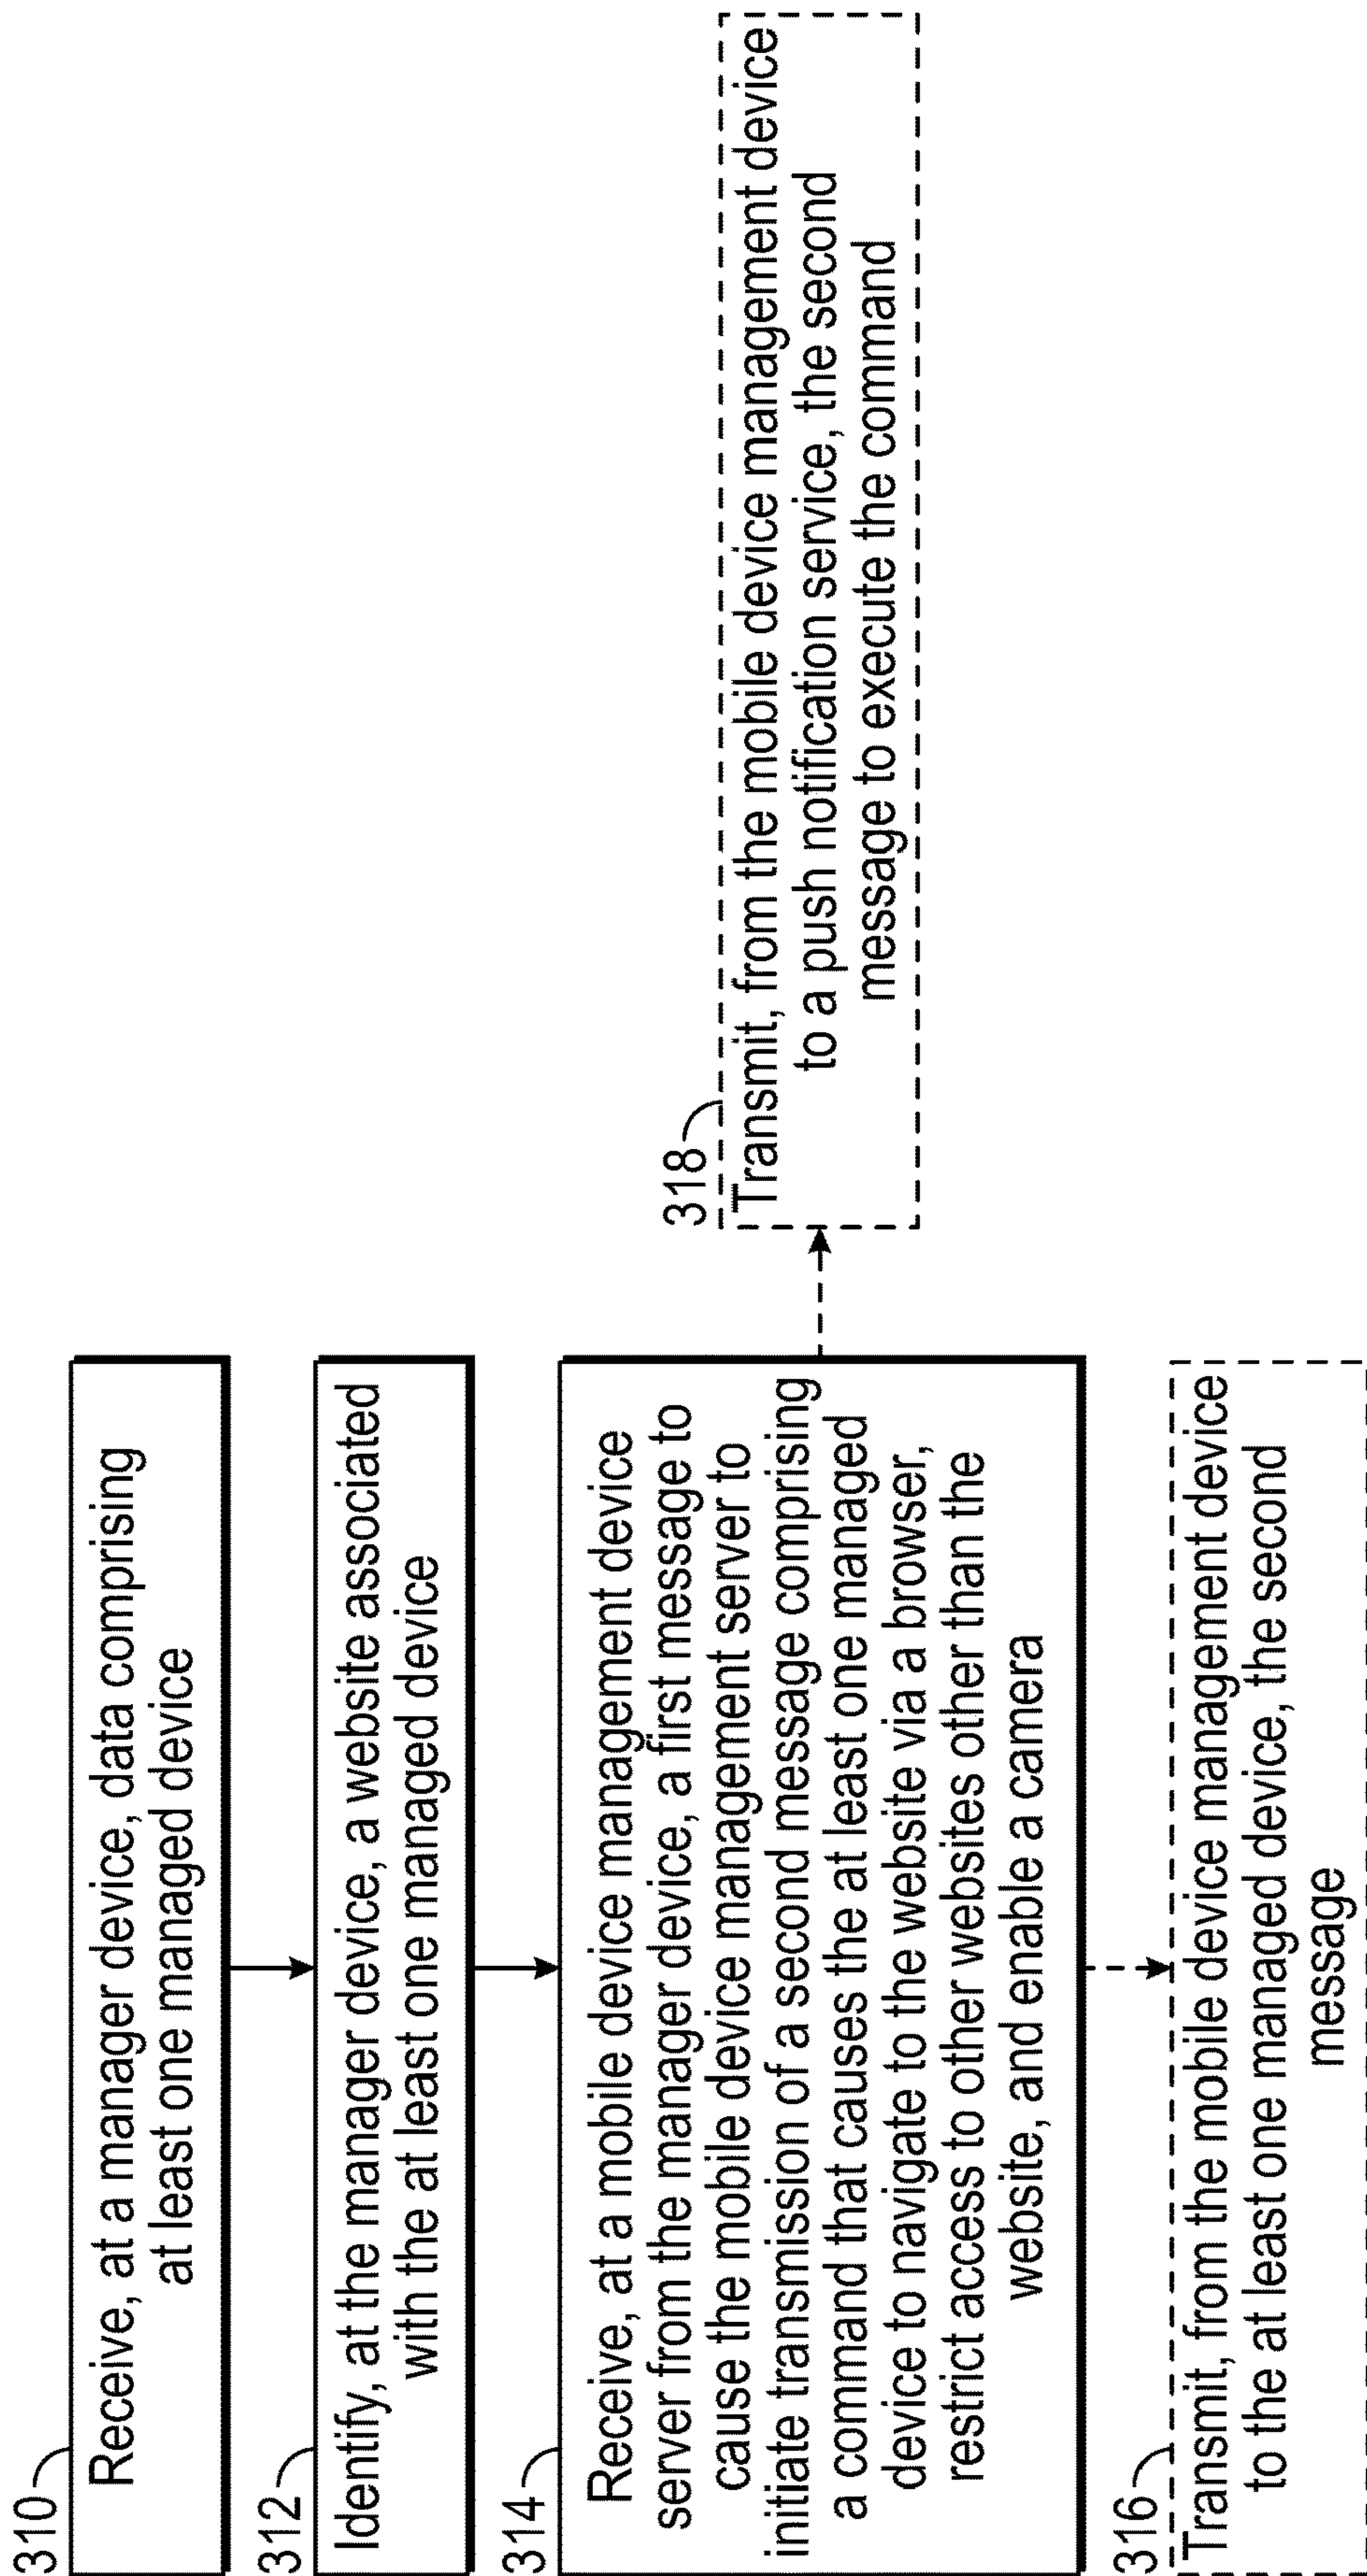 310
Receive, at a manager device, data comprising
at least one managed device
312
Identify, at the manager device, a website associated
with the at least one managed device
314
Receive, at a mobile device management device
server from the manager device, a first message to
cause the mobile device management server to
initiate transmission of a second message comprising
a command that causes the at least one managed
device to navigate to the website via a browser,
restrict access to other websites other than the
website, and enable a camera
316
Transmit, from the mobile device management device
to the at least one managed device, the second
message
318
Transmit, from the mobile device management device
to a push notification service, the second
message to execute the command